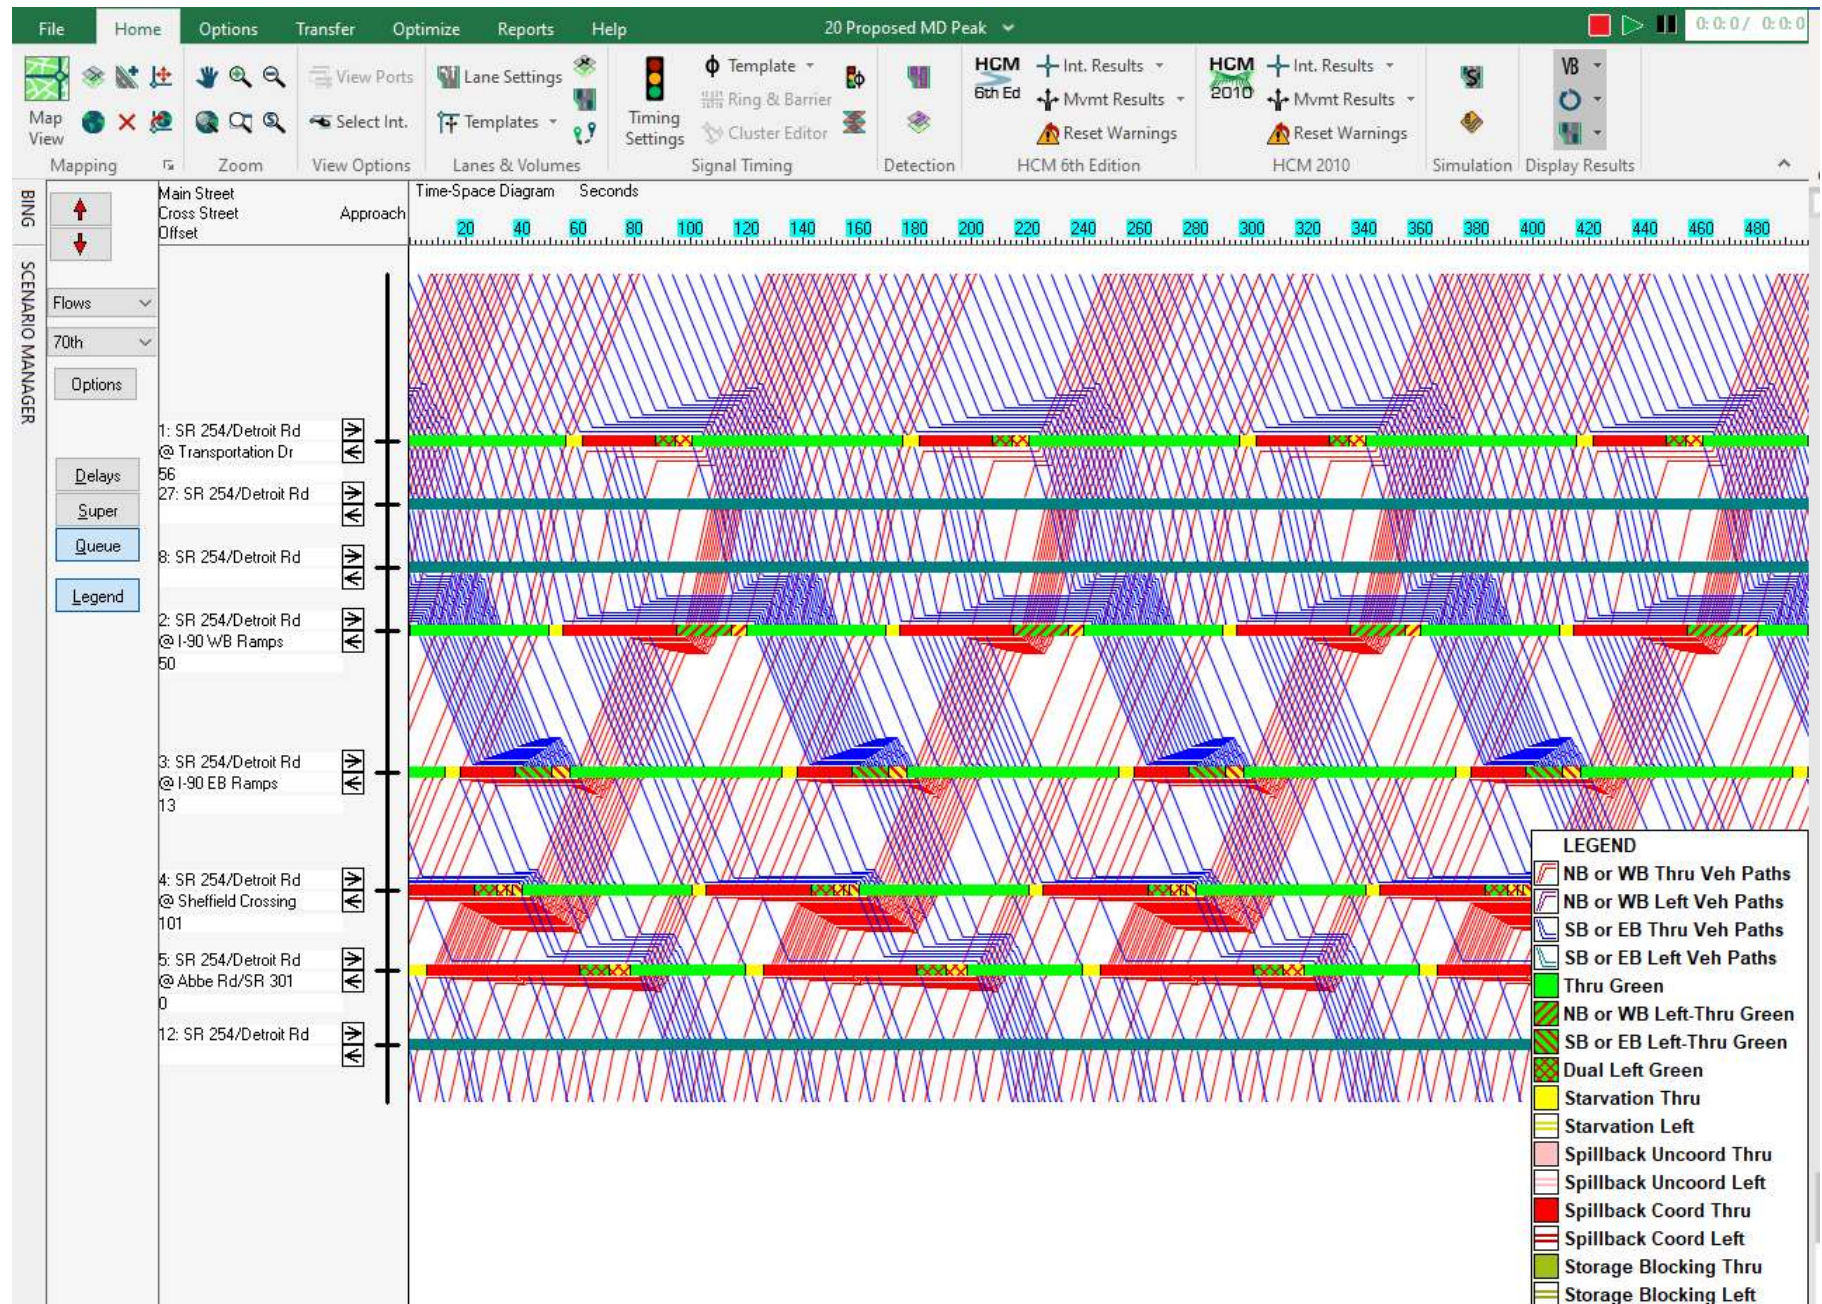 File Home Options Transfer Optimize Reports Help 20 Proposed MD Peak 0: 0: 0 / 0: 0: 0
Map View
Mapping
Zoom
View Ports
Select Int.
View Options
Lane Settings
Templates
Lanes & Volumes
Timing Settings
Φ Template
Ring & Barrier
Cluster Editor
Signal Timing
Detection
HCM 6th Ed
Int. Results
Mvmt Results
Reset Warnings
HCM 6th Edition
HCM 2010
Int. Results
Mvmt Results
Reset Warnings
HCM 2010
S
Simulation
VB
Display Results
BING
SCENARIO MANAGER
Flows
70th
Options
Delays
Super
Queue
Legend
Main Street
Cross Street
Offset
Approach
Time-Space Diagram Seconds
20 40 60 80 100 120 140 160 180 200 220 240 260 280 300 320 340 360 380 400 420 440 460 480
1: SR 254/Detroit Rd
@ Transportation Dr
56
27: SR 254/Detroit Rd
8: SR 254/Detroit Rd
2: SR 254/Detroit Rd
@ I-90 WB Ramps
50
3: SR 254/Detroit Rd
@ I-90 EB Ramps
13
4: SR 254/Detroit Rd
@ Sheffield Crossing
101
5: SR 254/Detroit Rd
@ Abbe Rd/SR 301
0
12: SR 254/Detroit Rd
LEGEND
NB or WB Thru Veh Paths
NB or WB Left Veh Paths
SB or EB Thru Veh Paths
SB or EB Left Veh Paths
Thru Green
NB or WB Left-Thru Green
SB or EB Left-Thru Green
Dual Left Green
Starvation Thru
Starvation Left
Spillback Uncoord Thru
Spillback Uncoord Left
Spillback Coord Thru
Spillback Coord Left
Storage Blocking Thru
Storage Blocking Left